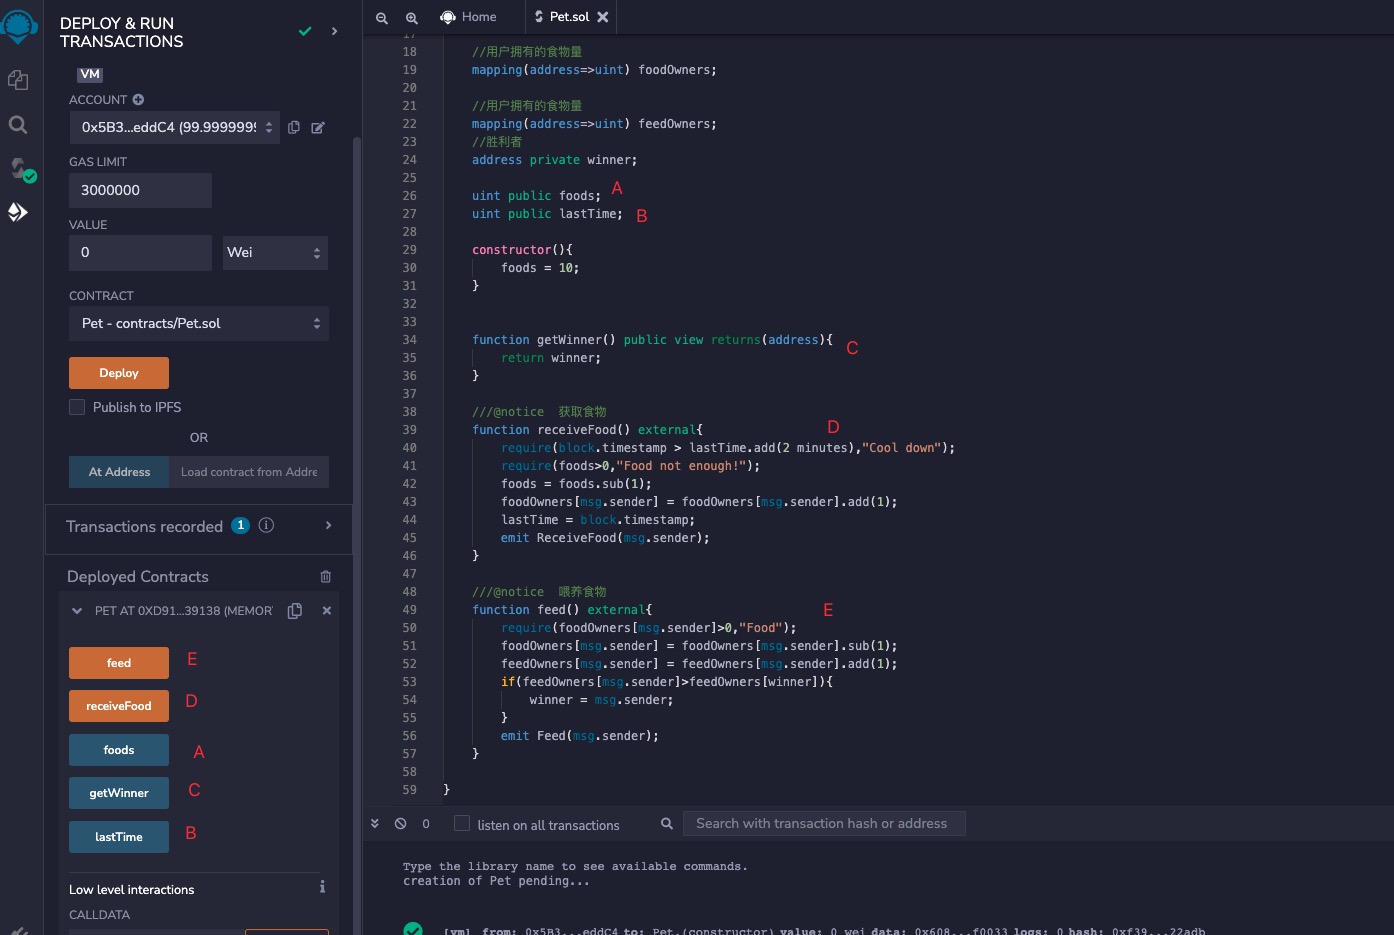 DEPLOY & RUN
TRANSACTIONS
VM
ACCOUNT
0x5B3...eddC4 (99.9999999
GAS LIMIT
3000000
VALUE
0
Wei
CONTRACT
Pet - contracts/Pet.sol
Deploy
Publish to IPFS
OR
At Address
Load contract from Addre
Transactions recorded 1
Deployed Contracts
PET AT 0XD91...39138 (MEMOR
feed E
receiveFood D
foods A
getWinner C
lastTime B
Low level interactions
CALLDATA
Home
Pet.sol
17
18 //用户拥有的食物量
19 mapping(address=>uint) foodOwners;
20
21 //用户拥有的食物量
22 mapping(address=>uint) feedOwners;
23 //胜利者
24 address private winner;
25
26 uint public foods; A
27 uint public lastTime; B
28
29 constructor(){
30 foods = 10;
31 }
32
33
34 function getWinner() public view returns(address){
35 return winner; C
36 }
37
38 ///@notice 获取食物
39 function receiveFood() external{ D
40 require(block.timestamp > lastTime.add(2 minutes),"Cool down");
41 require(foods>0,"Food not enough!");
42 foods = foods.sub(1);
43 foodOwners[msg.sender] = foodOwners[msg.sender].add(1);
44 lastTime = block.timestamp;
45 emit ReceiveFood(msg.sender);
46 }
47
48 ///@notice 喂养食物
49 function feed() external{ E
50 require(foodOwners[msg.sender]>0,"Food");
51 foodOwners[msg.sender] = foodOwners[msg.sender].sub(1);
52 feedOwners[msg.sender] = feedOwners[msg.sender].add(1);
53 if(feedOwners[msg.sender]>feedOwners[winner]){
54 winner = msg.sender;
55 }
56 emit Feed(msg.sender);
57 }
58
59 }
0
listen on all transactions
Search with transaction hash or address
Type the library name to see available commands.
creation of Pet pending...
[vm] from: 0x5B3...eddC4 to: Pet.(constructor) value: 0 wei data: 0x608...f0033 logs: 0 hash: 0xf39...22adb